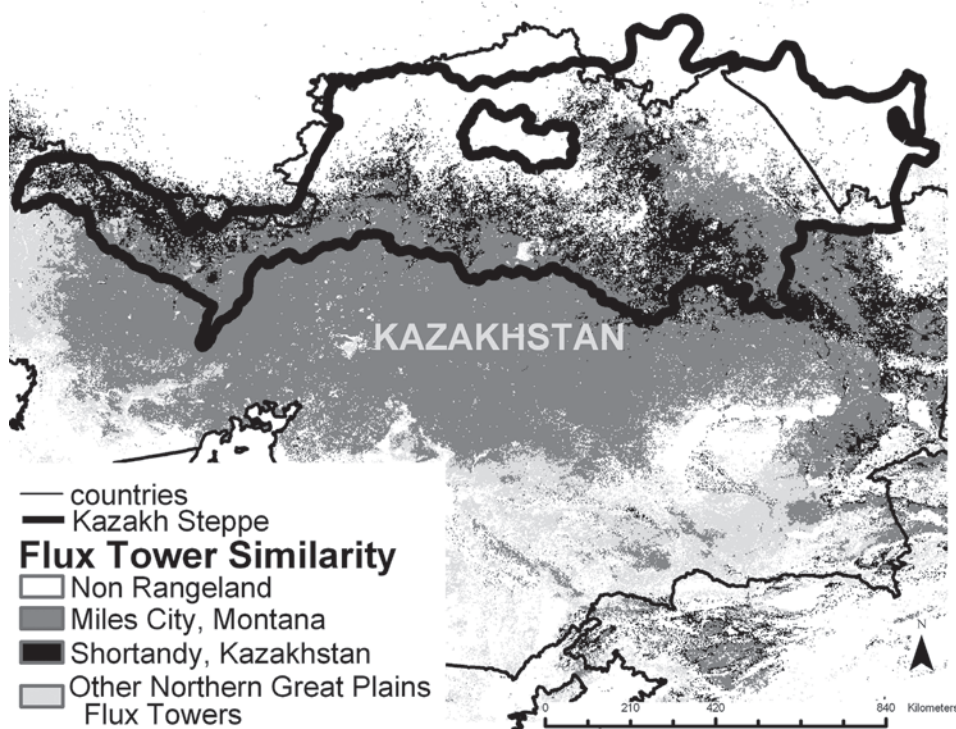 KAZAKHSTAN
countries
Kazakh Steppe
Flux Tower Similarity
Non Rangeland
Miles City, Montana
Shortandy, Kazakhstan
Other Northern Great Plains
Flux Towers
N
0 210 420 840 Kilometers